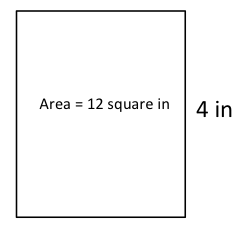 Area = 12 square in
4 in